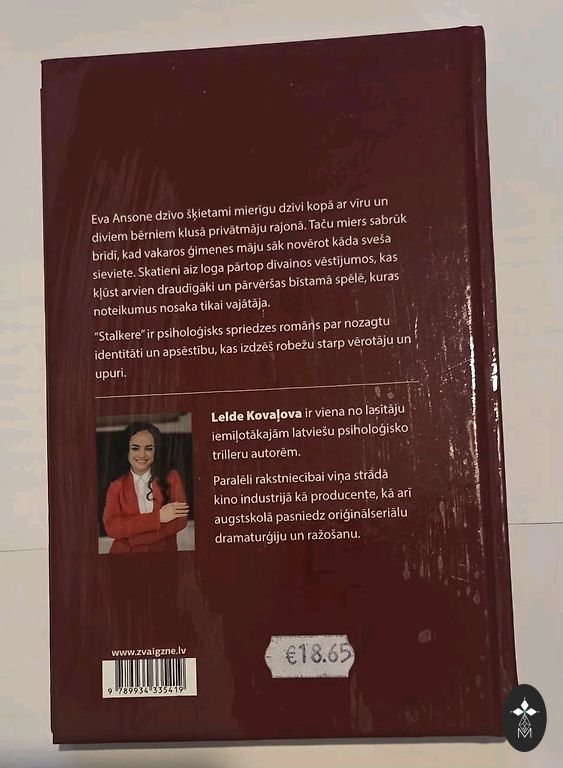 Eva Ansone dzīvo šķietami mierīgu dzīvi kopā ar vīru un
diviem bērniem klusā privātmāju rajonā. Taču miers sabrūk
brīdī, kad vakaros ģimenes māju sāk novērot kāda sveša
sieviete. Skatieni aiz loga pārtop dīvainos vēstījumos, kas
kļūst arvien draudīgāki un pārvēršas bīstamā spēlē, kuras
noteikumus nosaka tikai vajātāja.
"Stalkere" ir psiholoģisks spriedzes romāns par nozagtu
identitāti un apsēstību, kas izdzēš robežu starp vērotāju un
upuri.
Lelde Kovaļova ir viena no lasītāju
iemīļotākajām latviešu psiholoģisko
trilleru autorēm.
Paralēli rakstniecībai viņa strādā
kino industrijā kā producente, kā arī
augstskolā pasniedz oriģinālseriālu
dramaturģiju un ražošanu.
www.zvaigzne.lv
€18.65
9 789934 335419
M